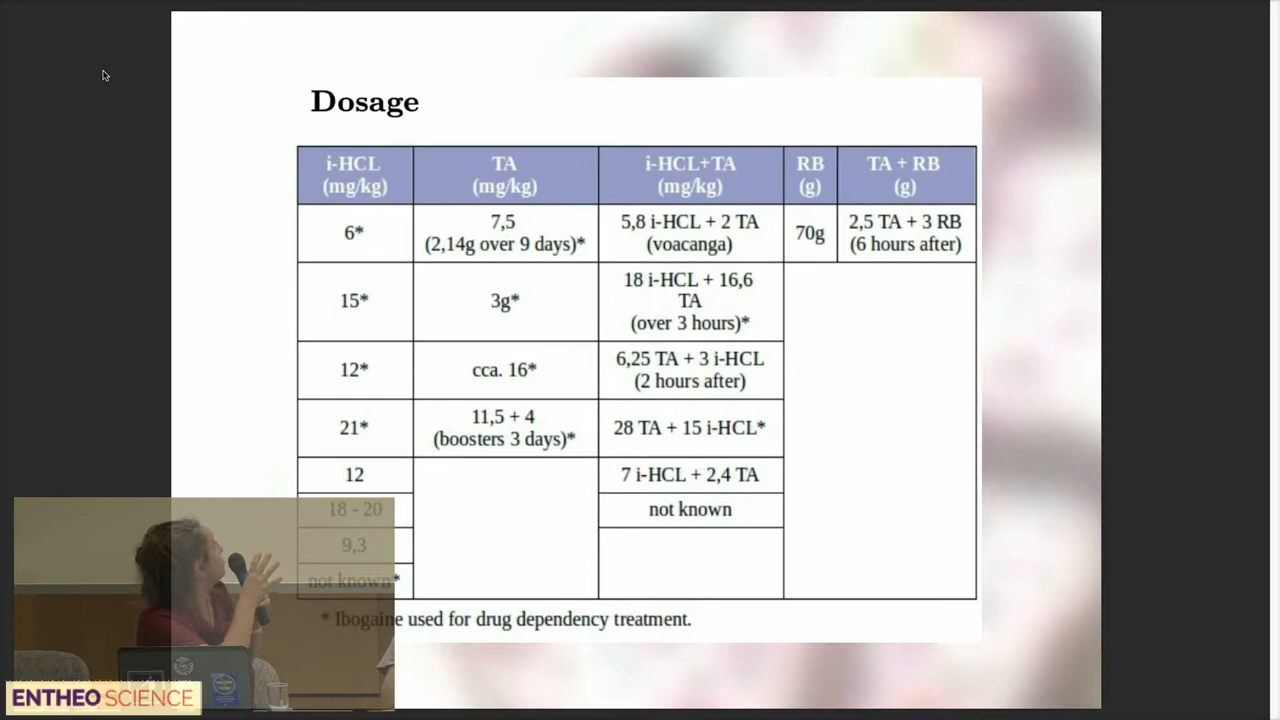 Dosage
i-HCL (mg/kg) TA (mg/kg) i-HCL+TA (mg/kg) RB (g) TA + RB (g)
6* 7,5 (2,14g over 9 days)* 5,8 i-HCL + 2 TA (voacanga) 70g 2,5 TA + 3 RB (6 hours after)
15* 3g* 18 i-HCL + 16,6 TA (over 3 hours)*
12* cca. 16* 6,25 TA + 3 i-HCL (2 hours after)
21* 11,5 + 4 (boosters 3 days)* 28 TA + 15 i-HCL*
12 7 i-HCL + 2,4 TA
18 - 20 not known
9,3
not known*
* Ibogaine used for drug dependency treatment.
ENTHEO SCIENCE